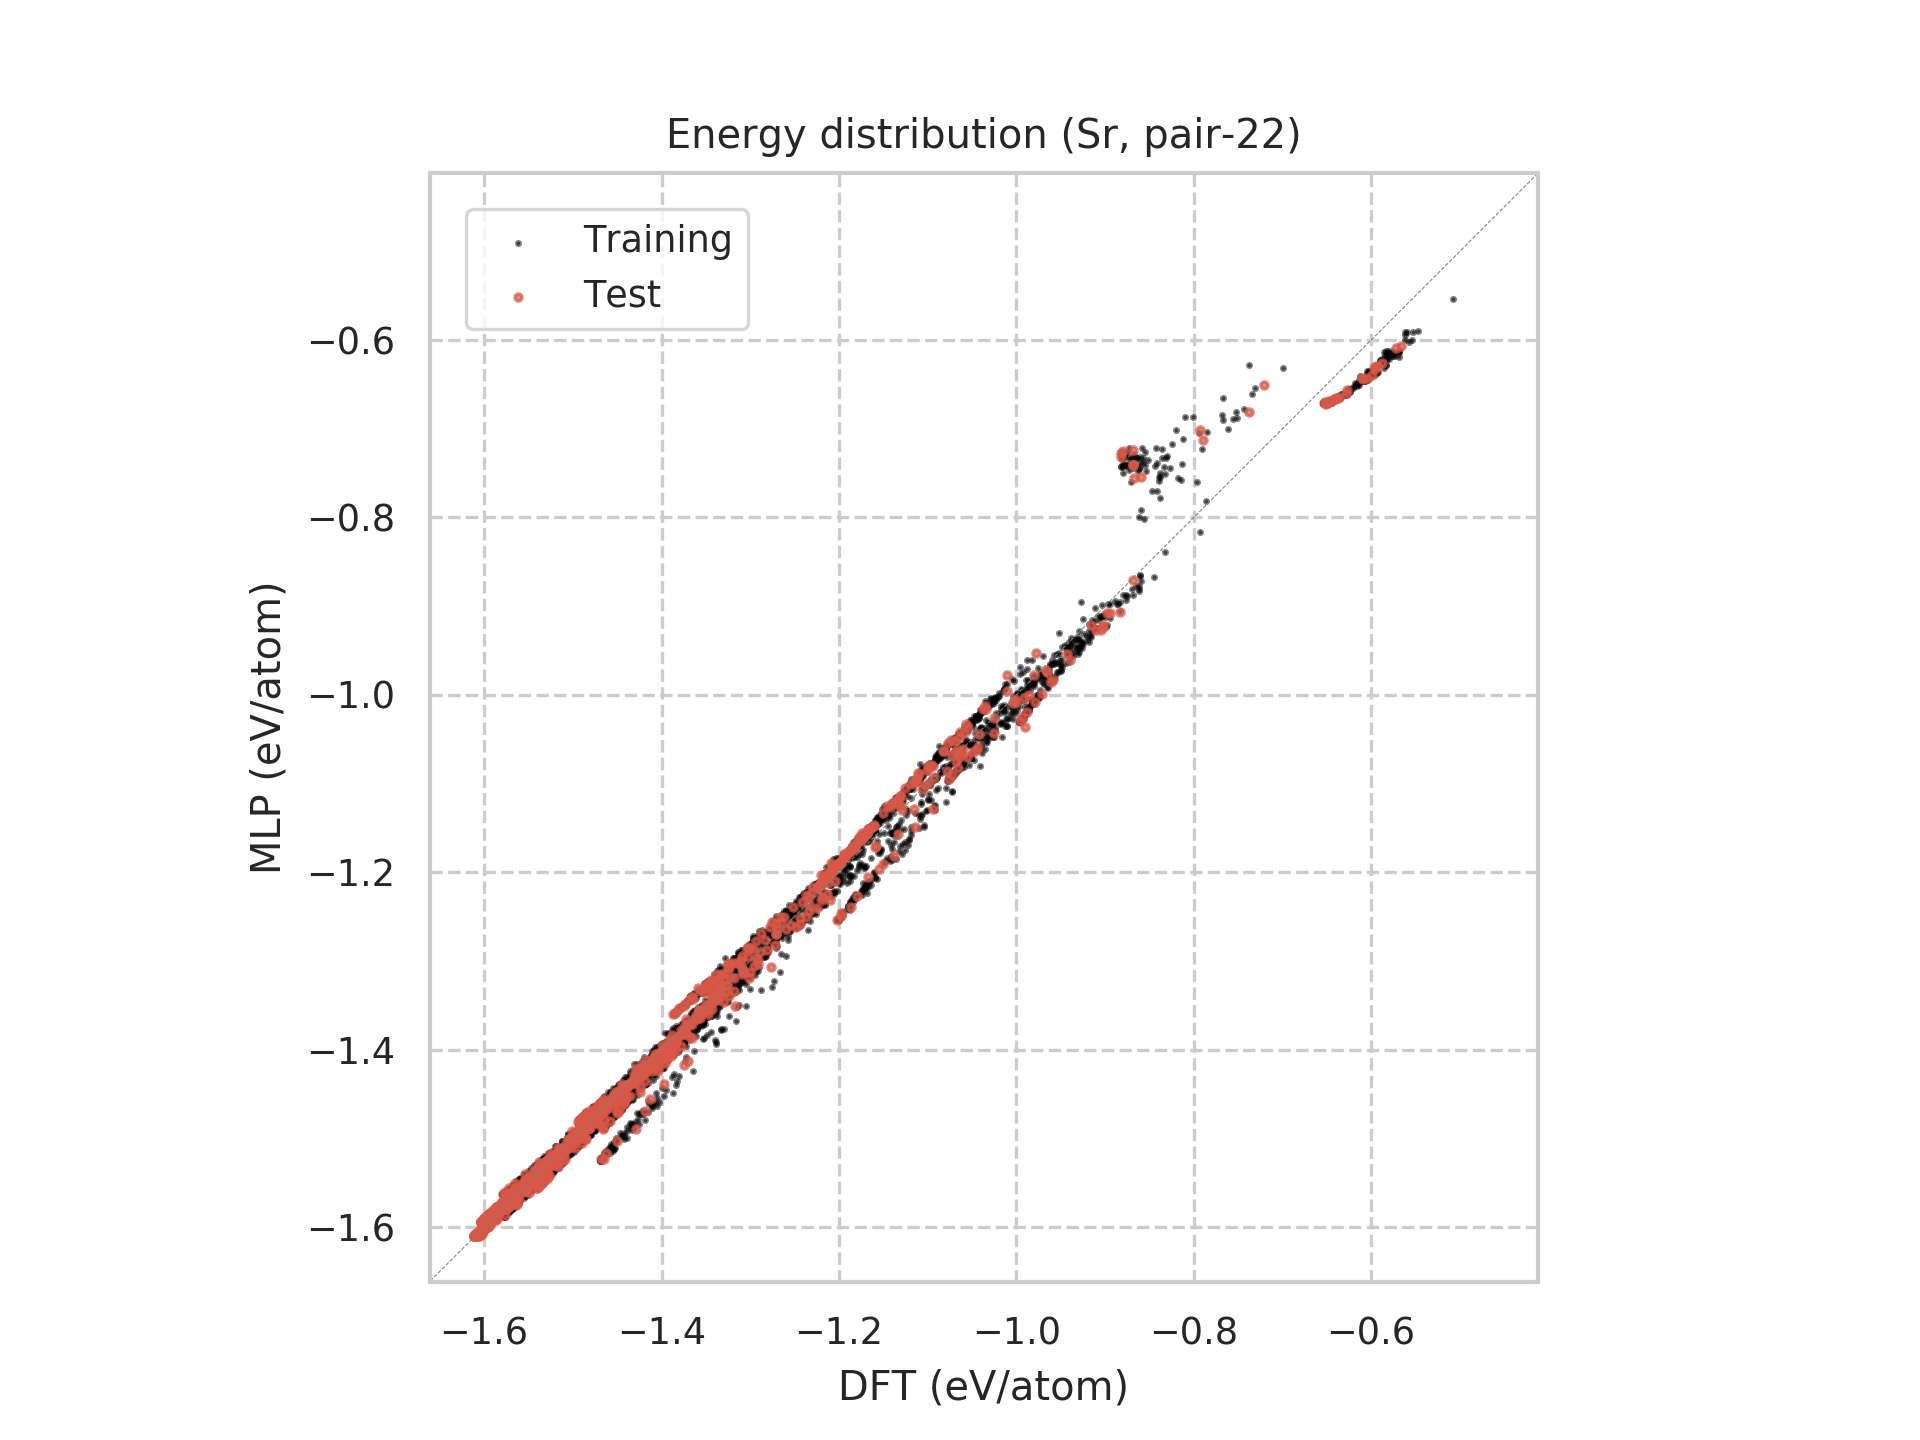 Energy distribution (Sr, pair-22)
Training
Test
MLP (eV/atom)
−0.6
−0.8
−1.0
−1.2
−1.4
−1.6
−1.6 −1.4 −1.2 −1.0 −0.8 −0.6
DFT (eV/atom)